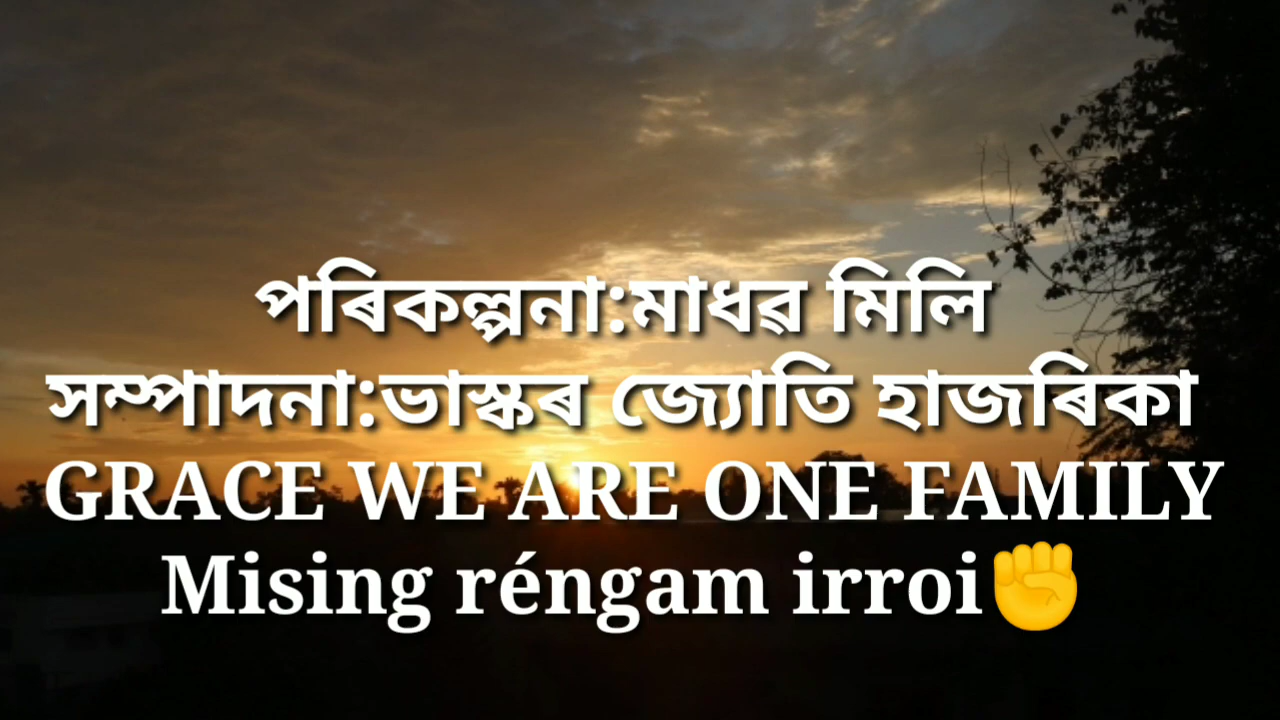 পৰিকল্পনা:মাধৱ মিলি
সম্পাদনা:ভাস্কৰ জ্যোতি হাজৰিকা
GRACE WE ARE ONE FAMILY
Mising réngam irroi✊